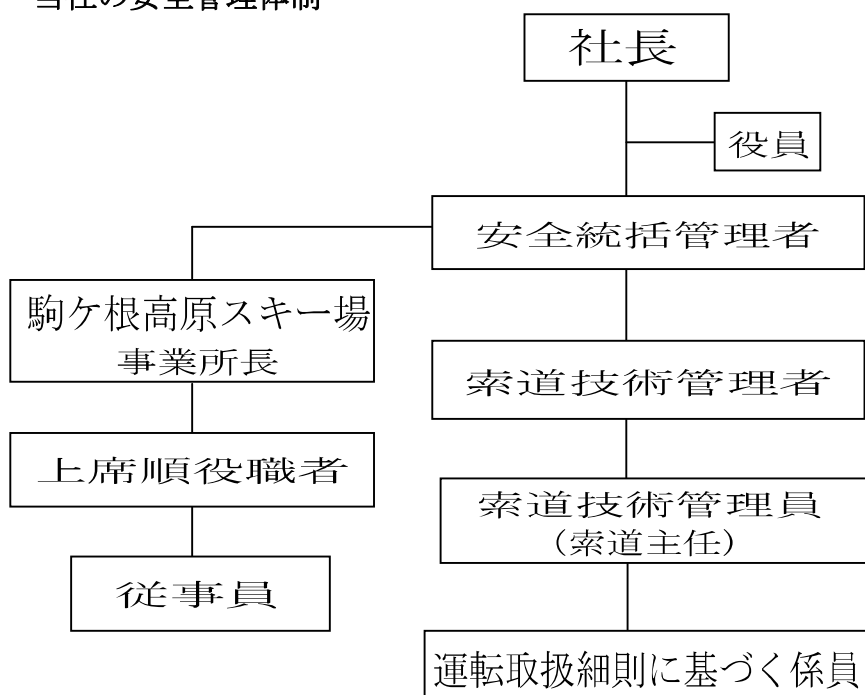 当社の安全管理体制
社長
役員
安全統括管理者
駒ケ根高原スキー場
事業所長
索道技術管理者
上席順役職者
索道技術管理員
(索道主任)
従事員
運転取扱細則に基づく係員